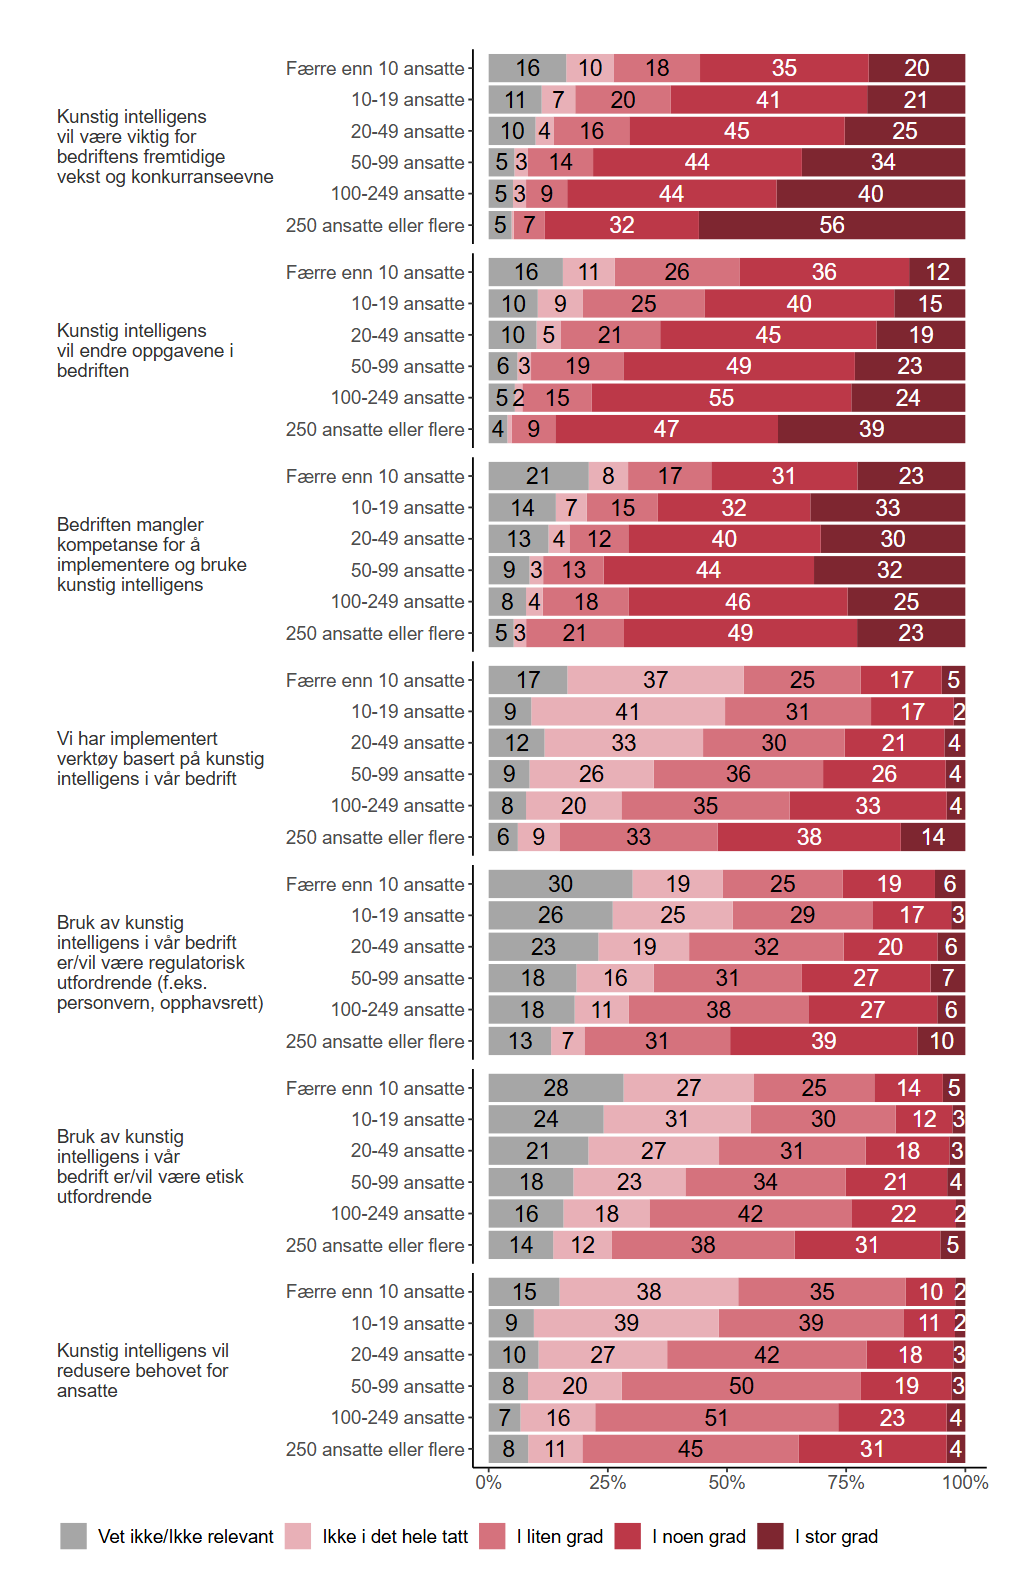 Færre enn 10 ansatte 16 10 18 35 20
10-19 ansatte 11 7 20 41 21
Kunstig intelligens
vil være viktig for
bedriftens fremtidige
vekst og konkurranseevne
20-49 ansatte 10 4 16 45 25
50-99 ansatte 5 3 14 44 34
100-249 ansatte 5 3 9 44 40
250 ansatte eller flere 5 7 32 56
Færre enn 10 ansatte 16 11 26 36 12
10-19 ansatte 10 9 25 40 15
Kunstig intelligens
vil endre oppgavene i
bedriften
20-49 ansatte 10 5 21 45 19
50-99 ansatte 6 3 19 49 23
100-249 ansatte 5 2 15 55 24
250 ansatte eller flere 4 9 47 39
Færre enn 10 ansatte 21 8 17 31 23
10-19 ansatte 14 7 15 32 33
Bedriften mangler
kompetanse for å
implementere og bruke
kunstig intelligens
20-49 ansatte 13 4 12 40 30
50-99 ansatte 9 3 13 44 32
100-249 ansatte 8 4 18 46 25
250 ansatte eller flere 5 3 21 49 23
Færre enn 10 ansatte 17 37 25 17 5
10-19 ansatte 9 41 31 17 2
Vi har implementert
verktøy basert på kunstig
intelligens i vår bedrift
20-49 ansatte 12 33 30 21 4
50-99 ansatte 9 26 36 26 4
100-249 ansatte 8 20 35 33 4
250 ansatte eller flere 6 9 33 38 14
Færre enn 10 ansatte 30 19 25 19 6
10-19 ansatte 26 25 29 17 3
Bruk av kunstig
intelligens i vår bedrift
er/vil være regulatorisk
utfordrende (f.eks.
personvern, opphavsrett)
20-49 ansatte 23 19 32 20 6
50-99 ansatte 18 16 31 27 7
100-249 ansatte 18 11 38 27 6
250 ansatte eller flere 13 7 31 39 10
Færre enn 10 ansatte 28 27 25 14 5
10-19 ansatte 24 31 30 12 3
Bruk av kunstig
intelligens i vår
bedrift er/vil være etisk
utfordrende
20-49 ansatte 21 27 31 18 3
50-99 ansatte 18 23 34 21 4
100-249 ansatte 16 18 42 22 2
250 ansatte eller flere 14 12 38 31 5
Færre enn 10 ansatte 15 38 35 10 2
10-19 ansatte 9 39 39 11 2
Kunstig intelligens vil
redusere behovet for
ansatte
20-49 ansatte 10 27 42 18 3
50-99 ansatte 8 20 50 19 3
100-249 ansatte 7 16 51 23 4
250 ansatte eller flere 8 11 45 31 4
0% 25% 50% 75% 100%
Vet ikke/Ikke relevant Ikke i det hele tatt I liten grad I noen grad I stor grad